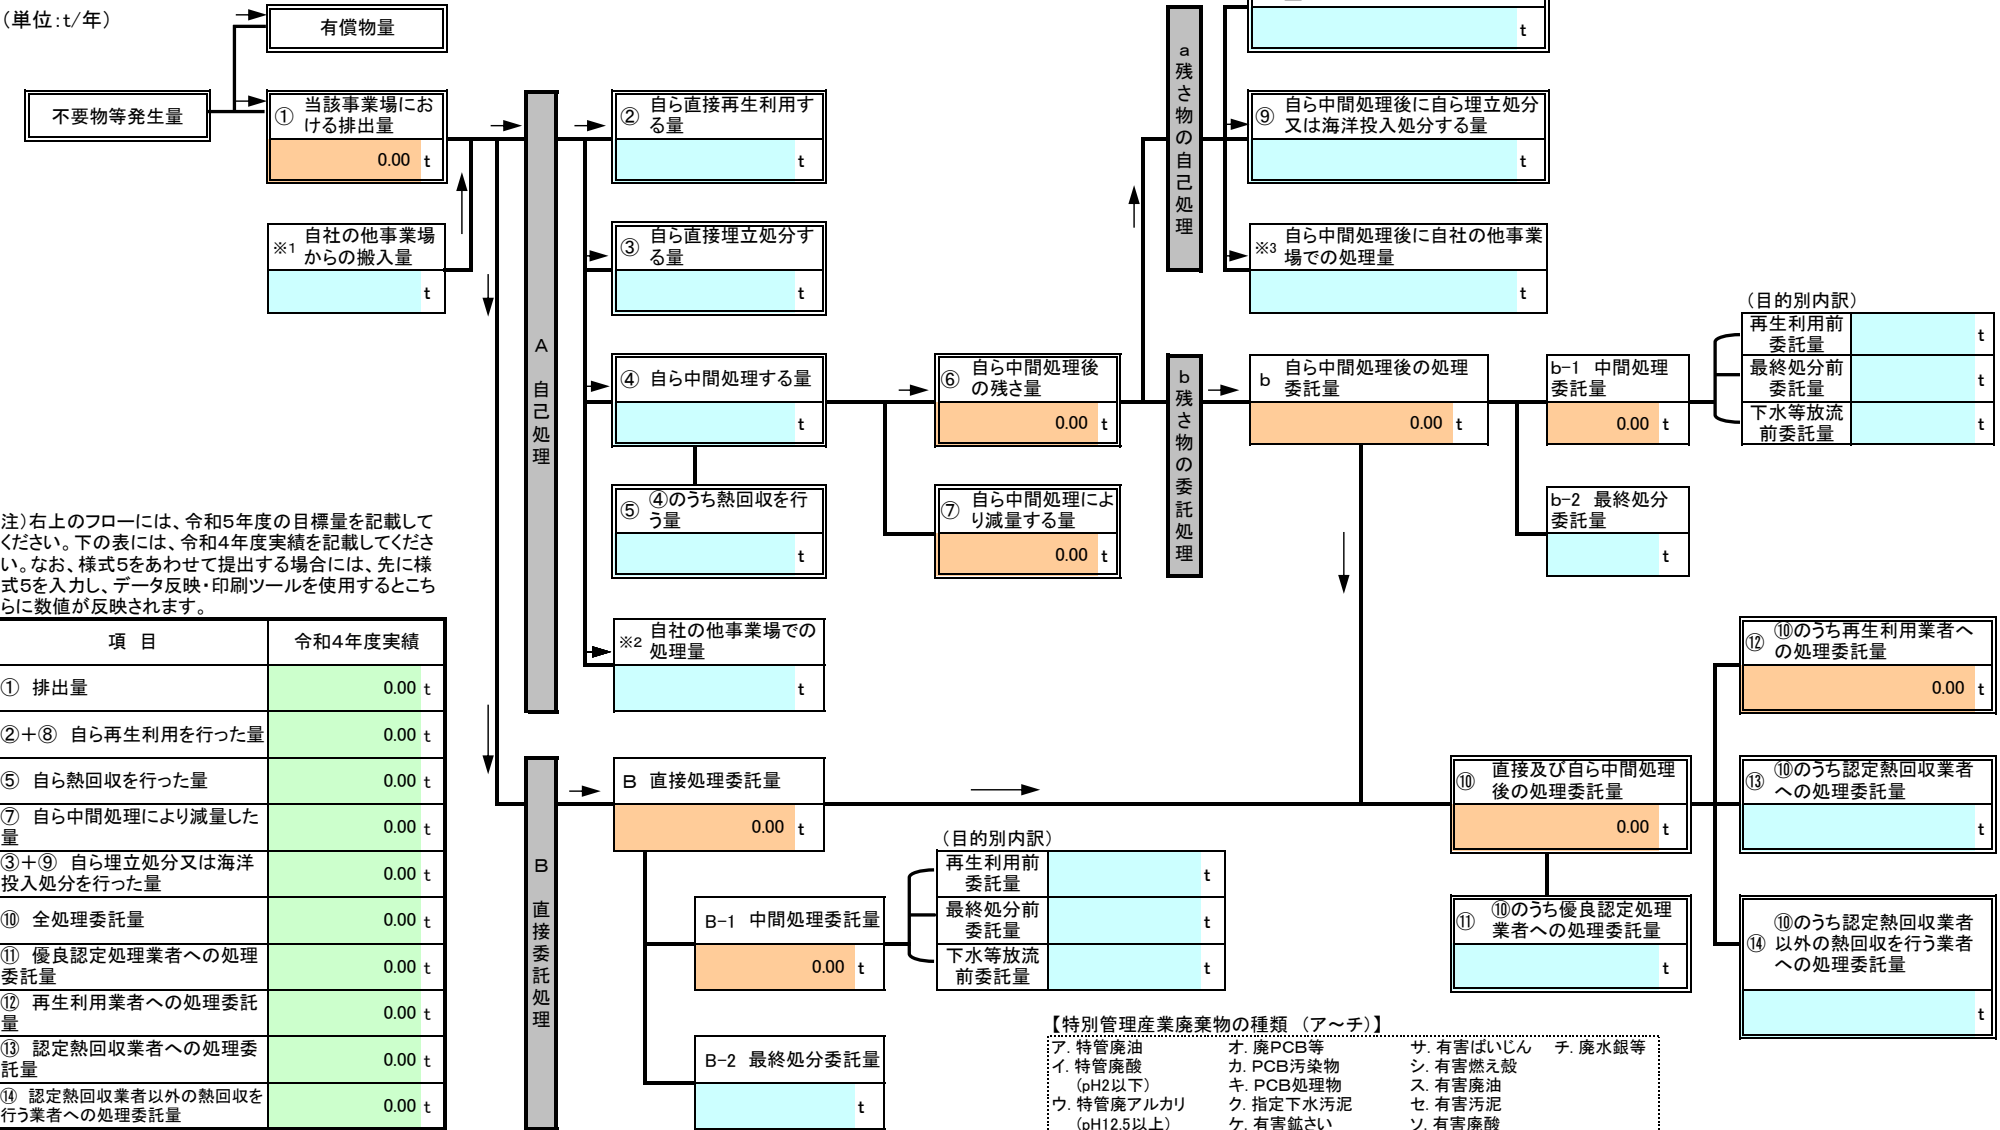 （単位：t/年）
有償物量
不要物等発生量
① 当該事業場にお
ける排出量
0.00 t
※1 自社の他事業場
からの搬入量
t
A 自己処理
② 自ら直接再生利用す
る量
t
③ 自ら直接埋立処分す
る量
t
④ 自ら中間処理する量
t
⑤ ④のうち熱回収を行
う量
t
※2 自社の他事業場での
処理量
t
⑥ 自ら中間処理後
の残さ量
0.00 t
⑦ 自ら中間処理によ
り減量する量
0.00 t
a 残さ物の自己処理
t
⑨ 自ら中間処理後に自ら埋立処分
又は海洋投入処分する量
t
※3 自ら中間処理後に自社の他事業
場での処理量
t
b 残さ物の委託処理
b 自ら中間処理後の処理
委託量
0.00 t
b-1 中間処理
委託量
0.00 t
（目的別内訳）
再生利用前
委託量
t
最終処分前
委託量
t
下水等放流
前委託量
t
b-2 最終処分
委託量
t
注）右上のフローには、令和5年度の目標量を記載して
ください。下の表には、令和4年度実績を記載してくださ
い。なお、様式5をあわせて提出する場合には、先に様
式5を入力し、データ反映・印刷ツールを使用するとこち
らに数値が反映されます。
項 目 令和4年度実績
① 排出量 0.00 t
②＋⑧ 自ら再生利用を行った量 0.00 t
⑤ 自ら熱回収を行った量 0.00 t
⑦ 自ら中間処理により減量した
量 0.00 t
③＋⑨ 自ら埋立処分又は海洋
投入処分を行った量 0.00 t
⑩ 全処理委託量 0.00 t
⑪ 優良認定処理業者への処理
委託量 0.00 t
⑫ 再生利用業者への処理委託
量 0.00 t
⑬ 認定熱回収業者への処理委
託量 0.00 t
⑭ 認定熱回収業者以外の熱回収を
行う業者への処理委託量 0.00 t
B 直接委託処理
B 直接処理委託量
0.00 t
B-1 中間処理委託量
0.00 t
（目的別内訳）
再生利用前
委託量
t
最終処分前
委託量
t
下水等放流
前委託量
t
B-2 最終処分委託量
t
⑩ 直接及び自ら中間処理
後の処理委託量
0.00 t
⑪ ⑩のうち優良認定処理
業者への処理委託量
t
⑫ ⑩のうち再生利用業者へ
の処理委託量
0.00 t
⑬ ⑩のうち認定熱回収業者
への処理委託量
t
⑭ ⑩のうち認定熱回収業者
以外の熱回収を行う業者
への処理委託量
t
【特別管理産業廃棄物の種類 （ア～チ）】
ア. 特管廃油 オ. 廃PCB等 サ. 有害ばいじん チ. 廃水銀等
イ. 特管廃酸 カ. PCB汚染物 シ. 有害燃え殻
（pH2以下） キ. PCB処理物 ス. 有害廃油
ウ. 特管廃アルカリ ク. 指定下水汚泥 セ. 有害汚泥
（pH12.5以上） ケ. 有害鉱さい ソ. 有害廃酸